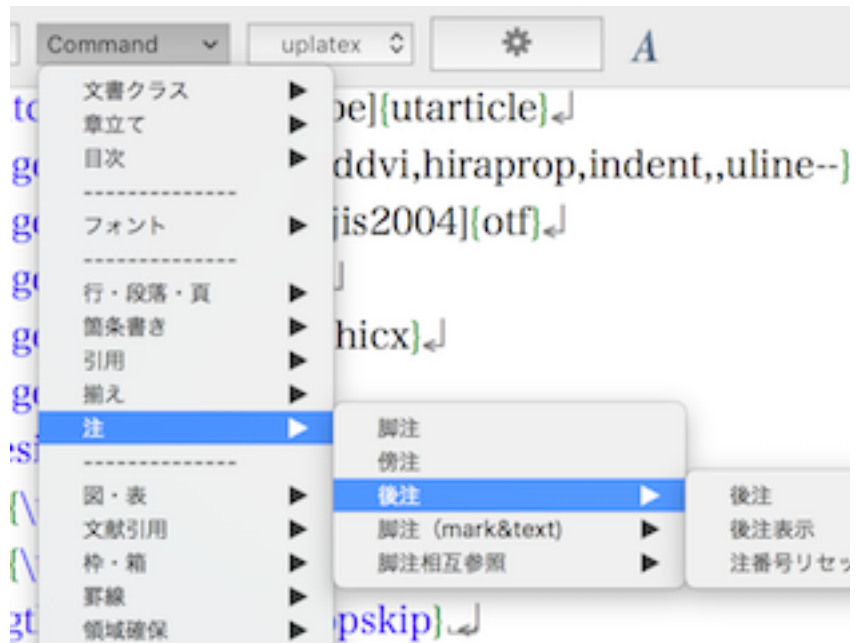 Command uplatex A
文書クラス
章立て
目次
--------------
フォント
--------------
行・段落・頁
箇条書き
引用
揃え
注
--------------
図・表
文献引用
枠・箱
罫線
領域確保
脚注
傍注
後注
脚注（mark&text)
脚注相互参照
後注
後注表示
注番号リセッ
]{utarticle}
ddvi,hiraprop,indent,,uline--}
jis2004]{otf}
hicx}
pskip}